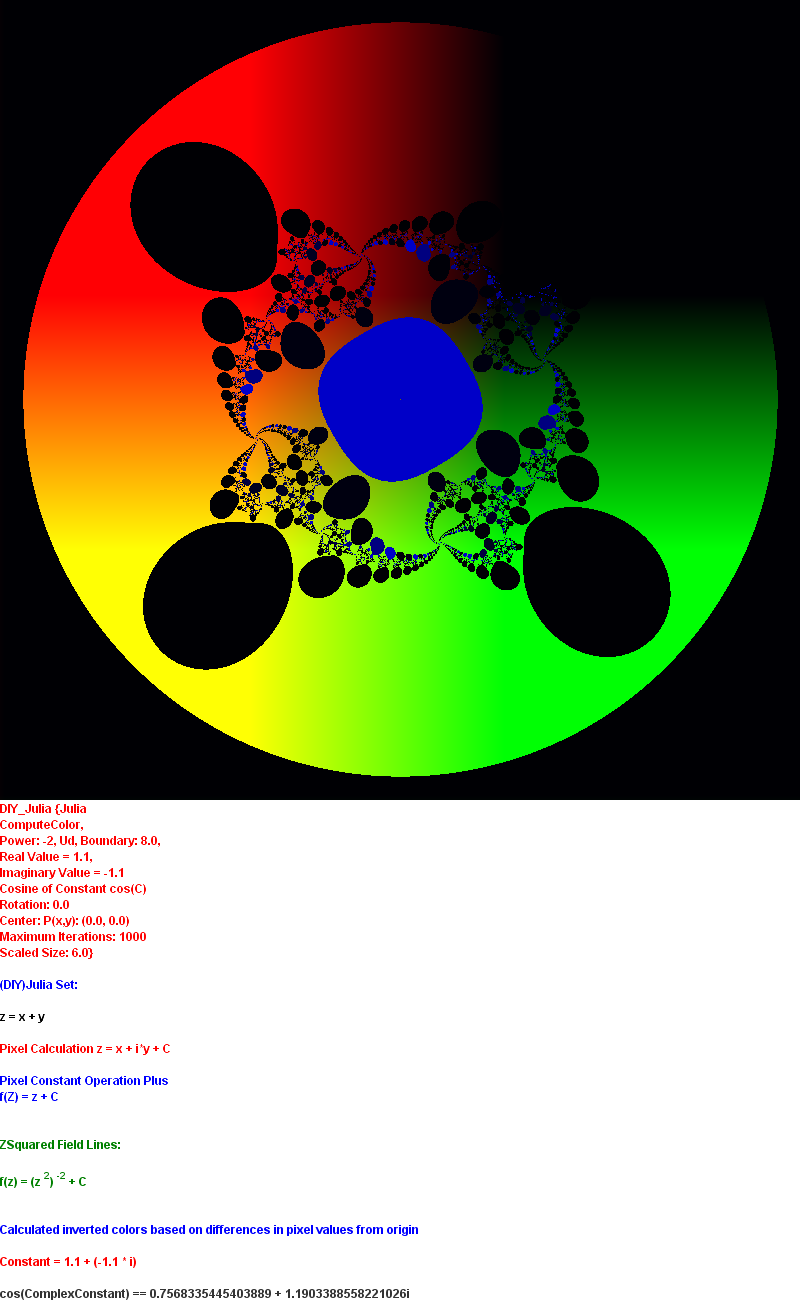 DIY_Julia {Julia
ComputeColor,
Power: -2, Ud, Boundary: 8.0,
Real Value = 1.1,
Imaginary Value = -1.1
Cosine of Constant cos(C)
Rotation: 0.0
Center: P(x,y): (0.0, 0.0)
Maximum Iterations: 1000
Scaled Size: 6.0}
(DIY)Julia Set:
z = x + y
Pixel Calculation z = x + i*y + C
Pixel Constant Operation Plus
f(Z) = z + C
ZSquared Field Lines:
f(z) = (z 2) -2 + C
Calculated inverted colors based on differences in pixel values from origin
Constant = 1.1 + (-1.1 * i)
cos(ComplexConstant) == 0.7568335445403889 + 1.1903388558221026i